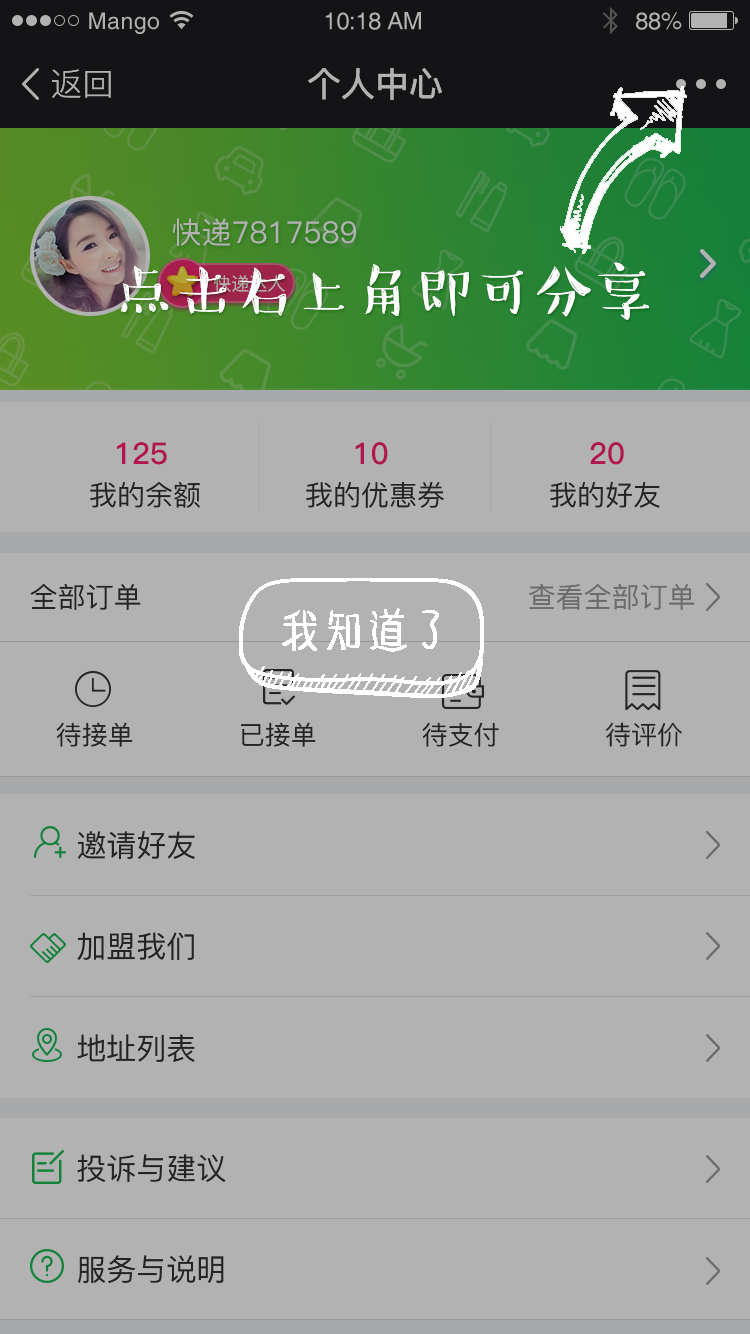 Mango 10:18 AM 88%
返回 个人中心
快递7817589
快递达人
点击右上角即可分享
125 10 20
我的余额 我的优惠券 我的好友
全部订单 查看全部订单
我知道了
待接单 已接单 待支付 待评价
邀请好友
加盟我们
地址列表
投诉与建议
服务与说明